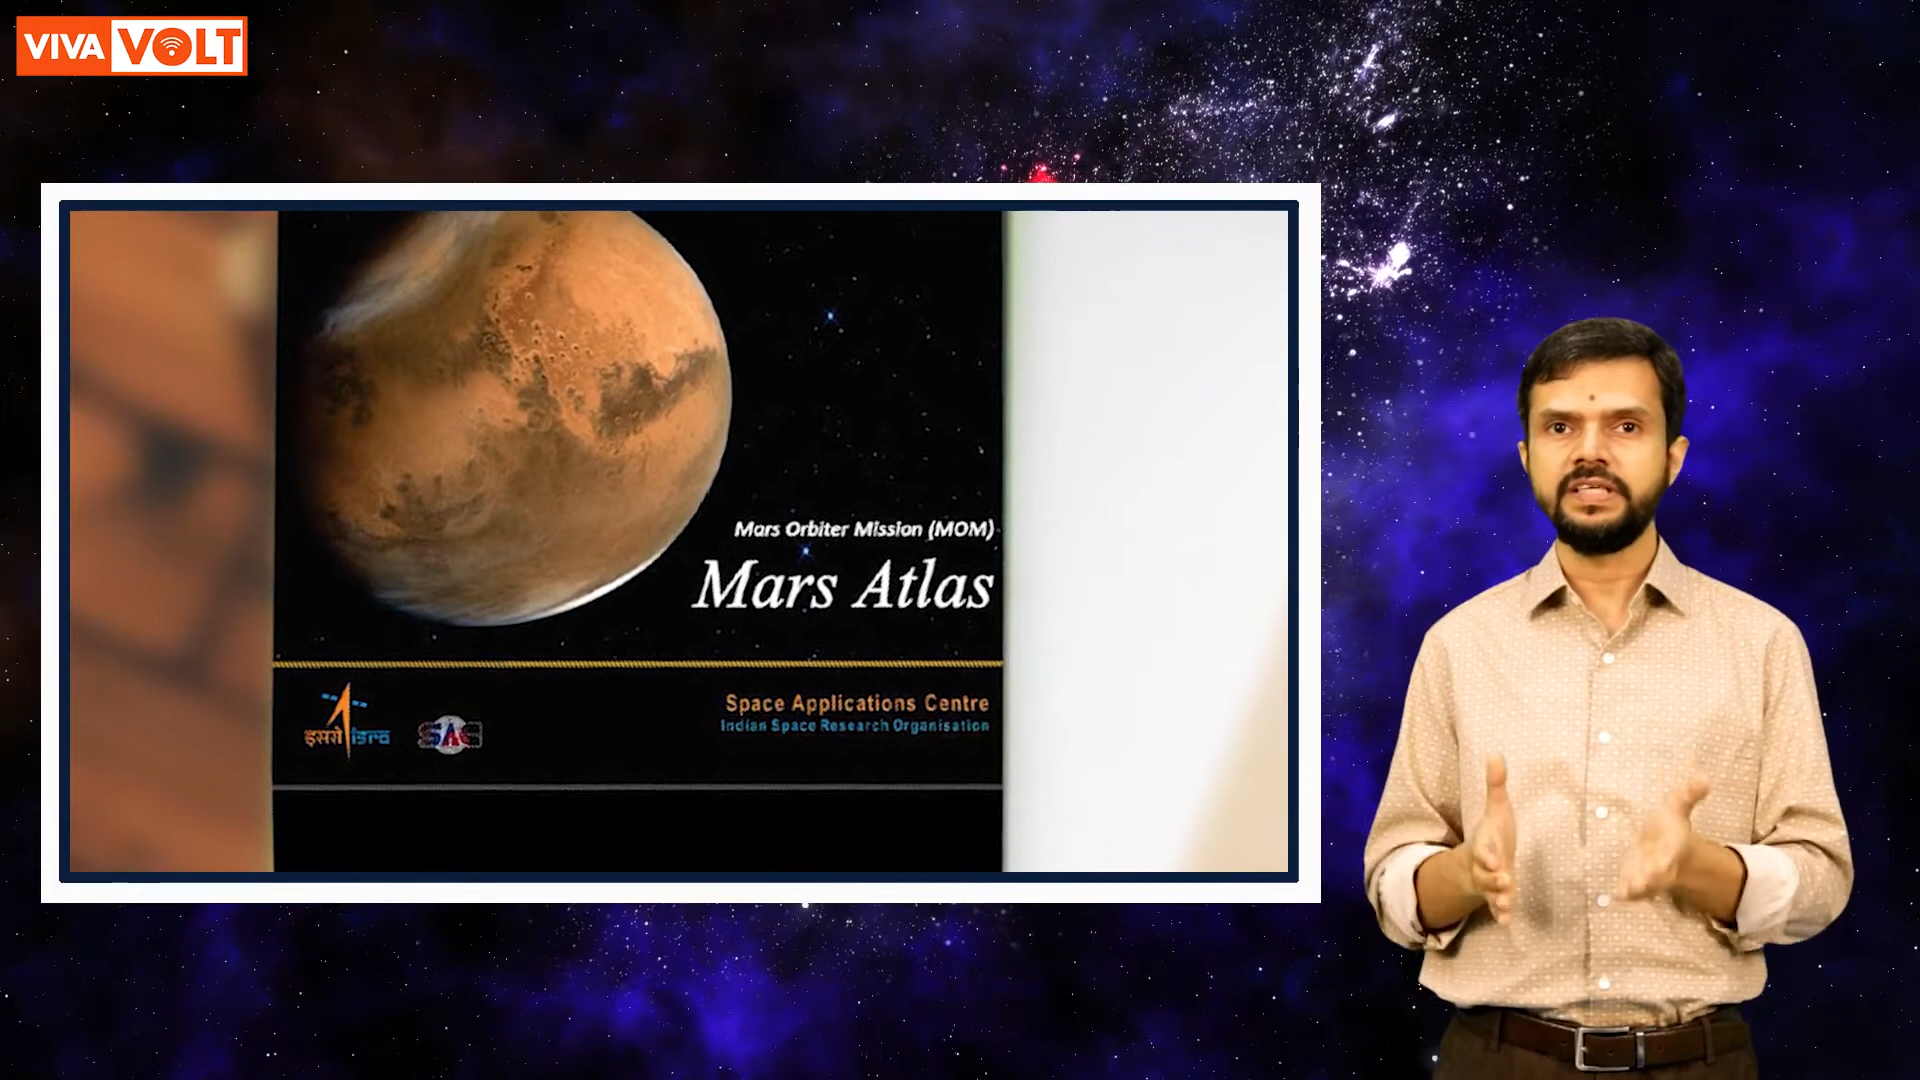 VIVA VOLT
Mars Orbiter Mission (MOM)
Mars Atlas
Space Applications Centre
Indian Space Research Organisation
इसरो isro
SAC